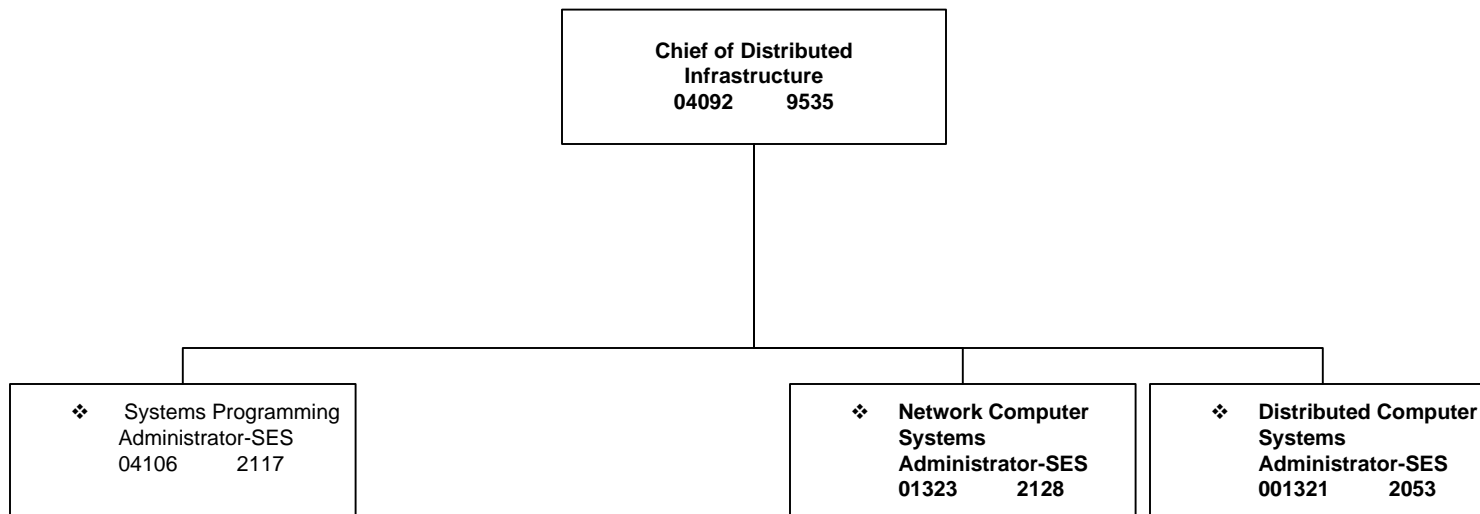 Chief of Distributed
Infrastructure
04092 9535
❖ Systems Programming
Administrator-SES
04106 2117
❖ Network Computer
Systems
Administrator-SES
01323 2128
❖ Distributed Computer
Systems
Administrator-SES
001321 2053